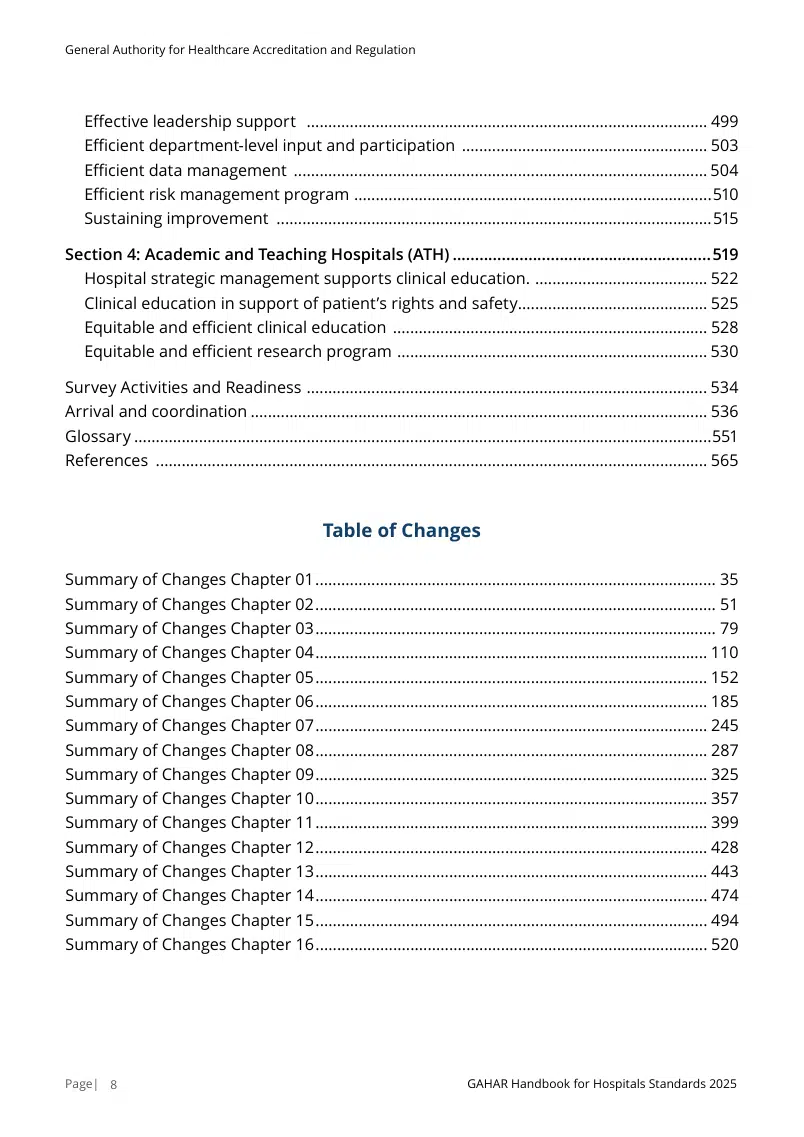 General Authority for Healthcare Accreditation and Regulation
Effective leadership support ........................................................................................... 499
Efficient department-level input and participation ........................................................ 503
Efficient data management .............................................................................................. 504
Efficient risk management program ................................................................................510
Sustaining improvement ..................................................................................................515
Section 4: Academic and Teaching Hospitals (ATH) ............................................................519
Hospital strategic management supports clinical education. ....................................... 522
Clinical education in support of patient’s rights and safety........................................... 525
Equitable and efficient clinical education ....................................................................... 528
Equitable and efficient research program ...................................................................... 530
Survey Activities and Readiness ........................................................................................... 534
Arrival and coordination ........................................................................................................ 536
Glossary ...................................................................................................................................551
References .............................................................................................................................. 565
Table of Changes
Summary of Changes Chapter 01........................................................................................... 35
Summary of Changes Chapter 02........................................................................................... 51
Summary of Changes Chapter 03........................................................................................... 79
Summary of Changes Chapter 04......................................................................................... 110
Summary of Changes Chapter 05......................................................................................... 152
Summary of Changes Chapter 06......................................................................................... 185
Summary of Changes Chapter 07......................................................................................... 245
Summary of Changes Chapter 08......................................................................................... 287
Summary of Changes Chapter 09......................................................................................... 325
Summary of Changes Chapter 10......................................................................................... 357
Summary of Changes Chapter 11......................................................................................... 399
Summary of Changes Chapter 12......................................................................................... 428
Summary of Changes Chapter 13......................................................................................... 443
Summary of Changes Chapter 14......................................................................................... 474
Summary of Changes Chapter 15......................................................................................... 494
Summary of Changes Chapter 16......................................................................................... 520
Page| 8 GAHAR Handbook for Hospitals Standards 2025